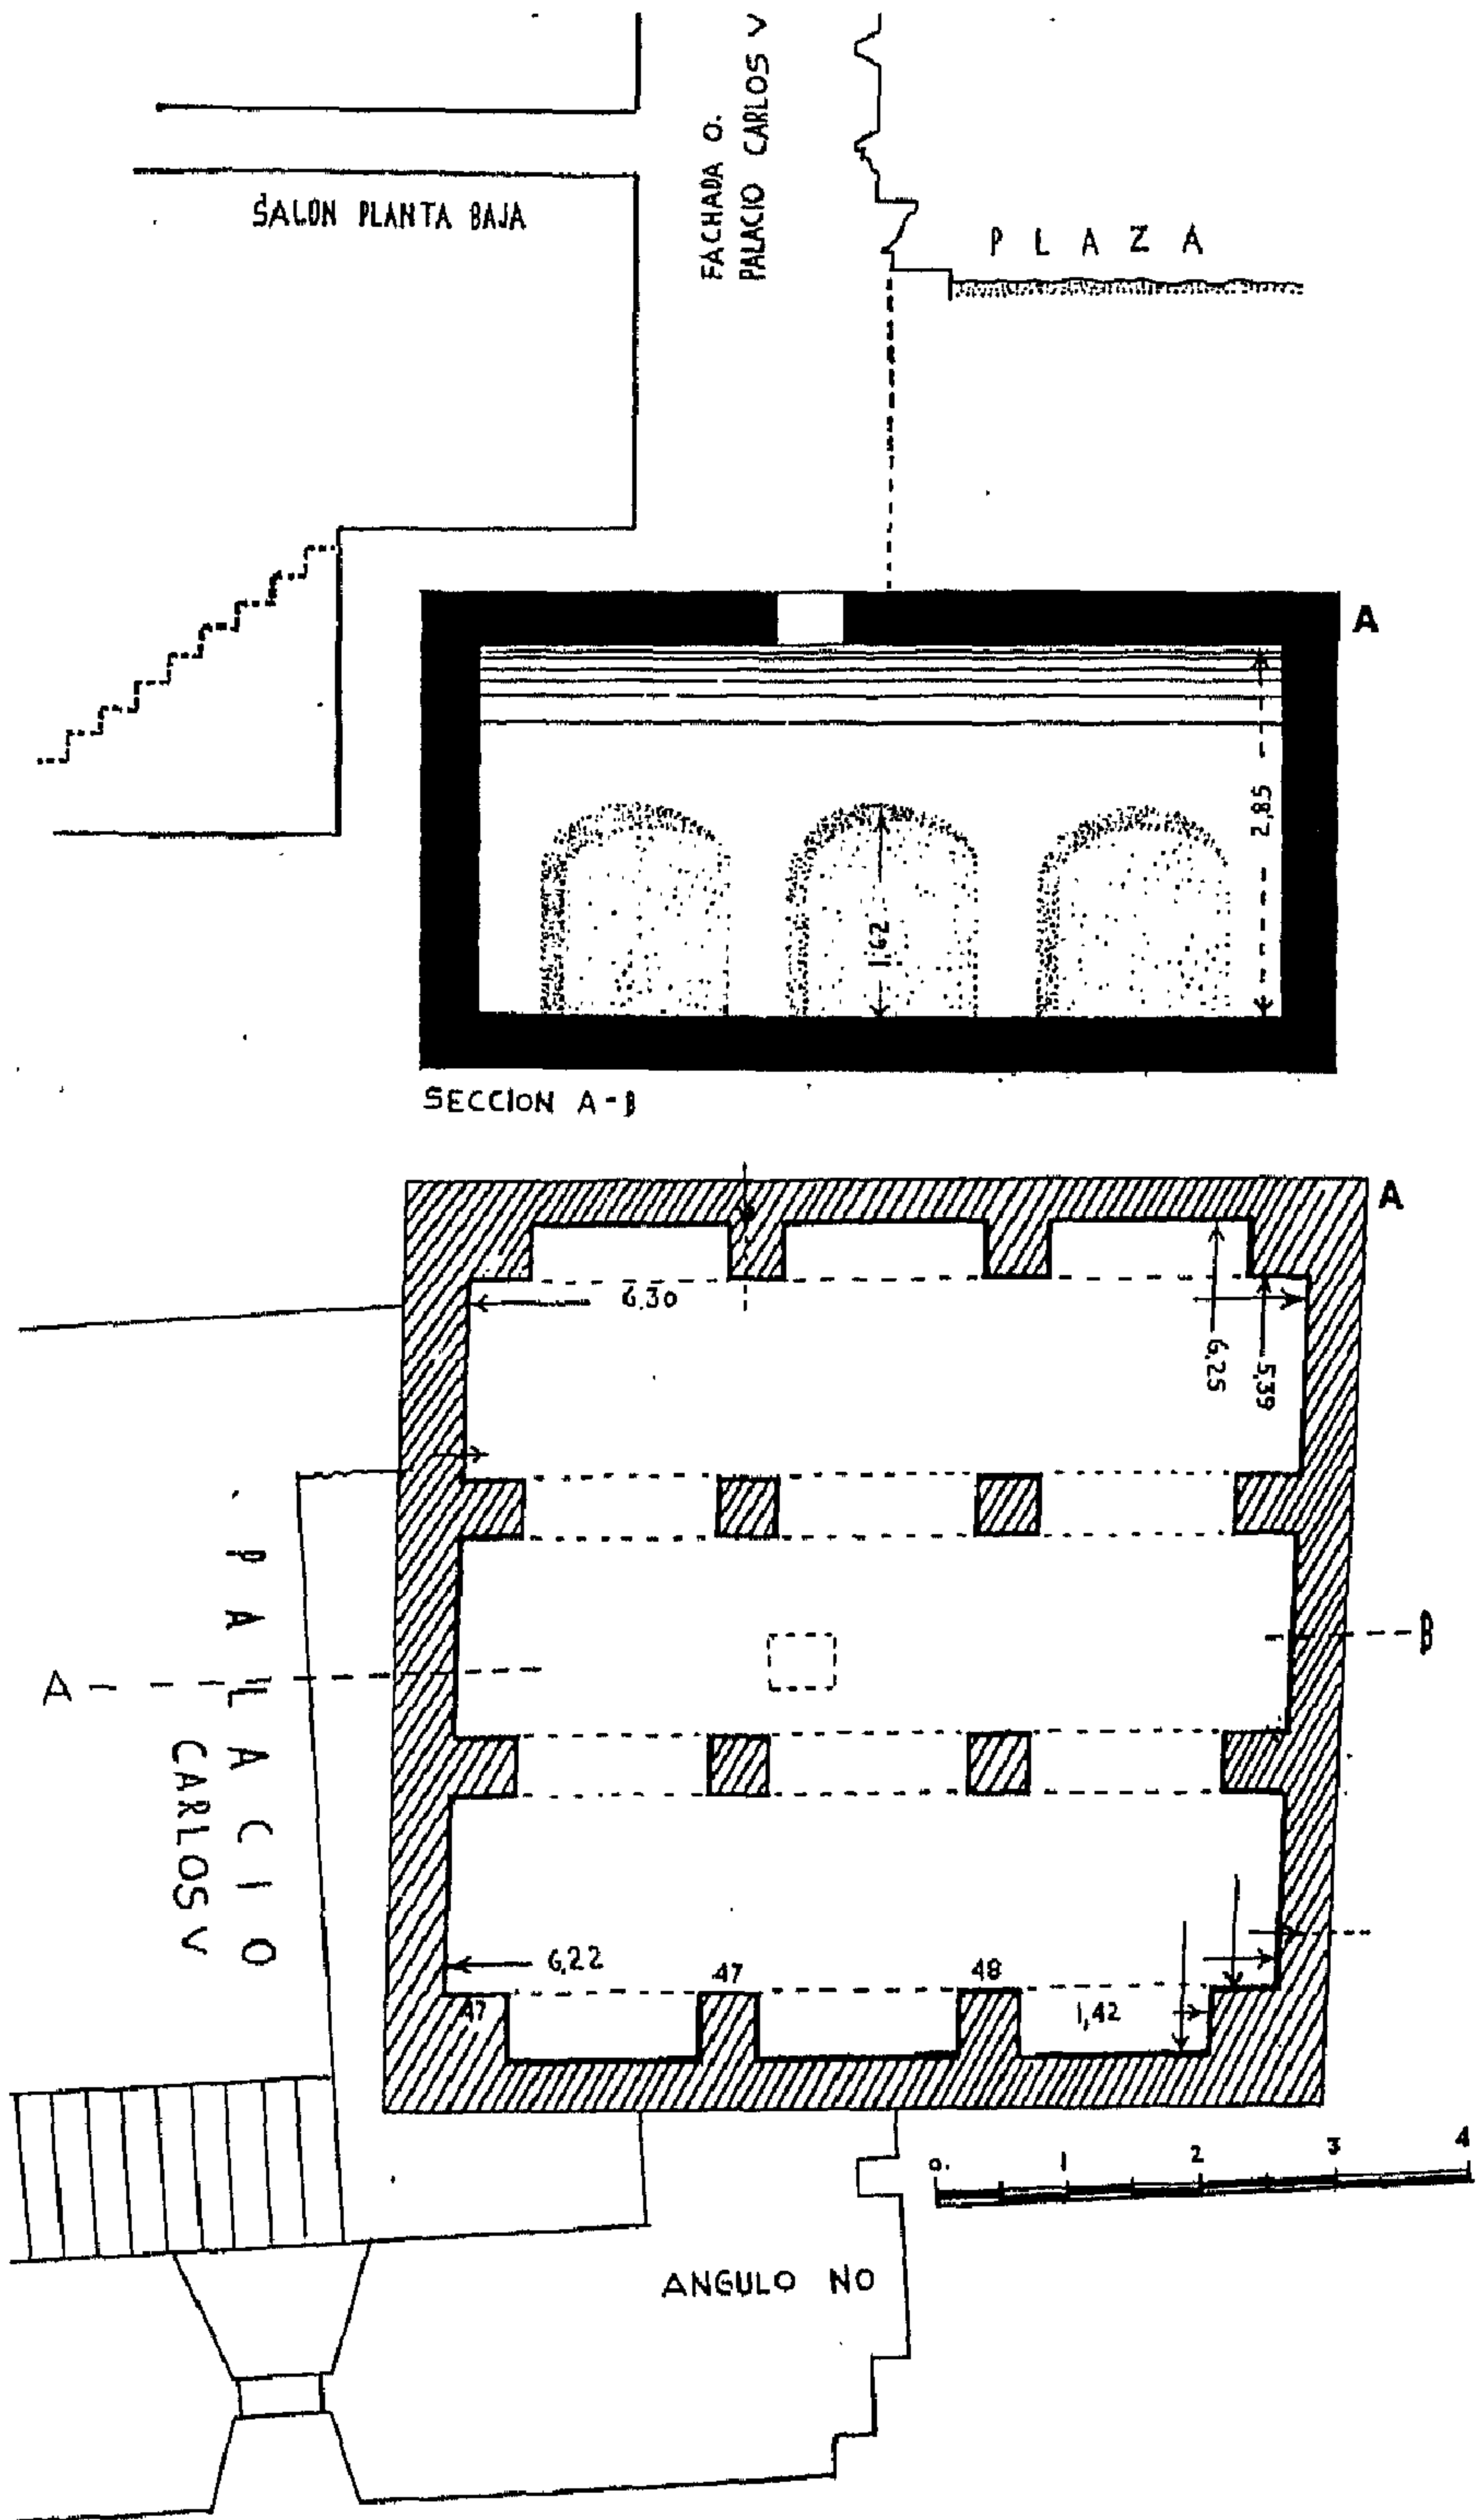 SALON PLANTA BAJA
FACHADA O.
PALACIO CARLOS V
PLAZA
A
2,85
1,62
SECCION A-B
A
6,30
6,25
5,39
PALACIO
CARLOS V
A
B
6,22
47
48
47
1,42
0.
1
2
3
4
ANGULO NO